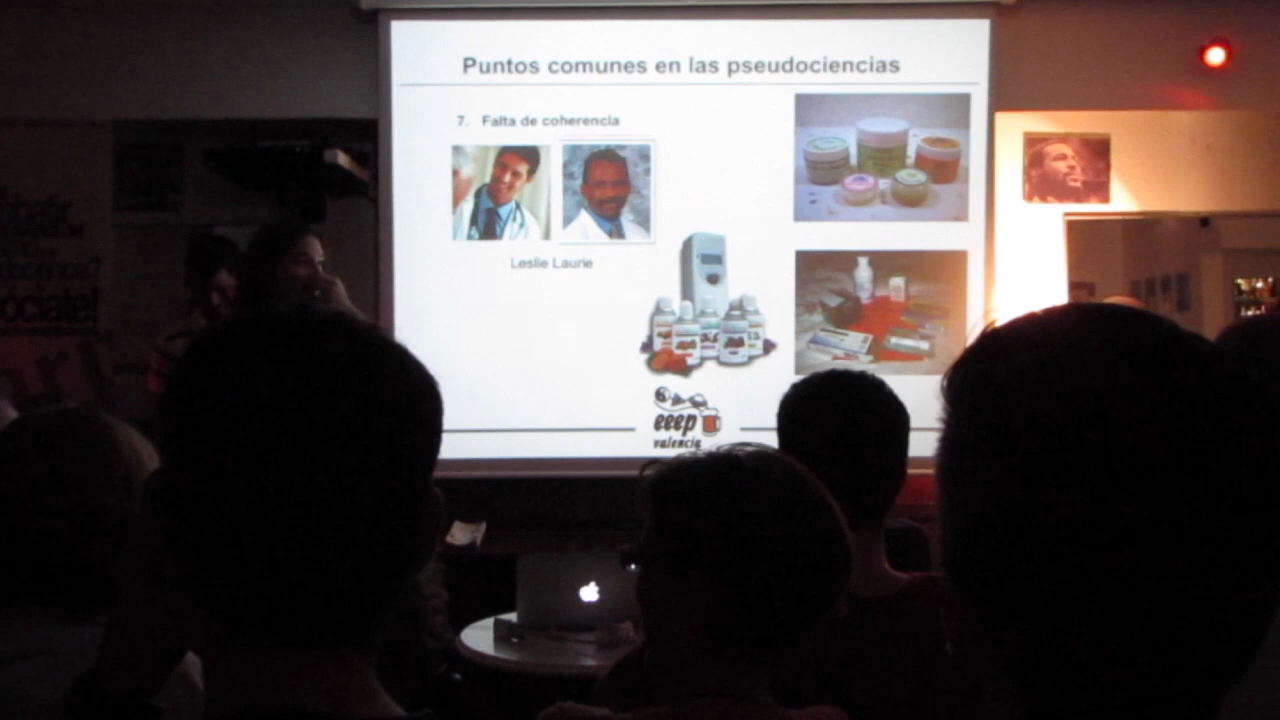 Puntos comunes en las pseudociencias
7. Falta de coherencia
Leslie Laurie
eeep
valencia